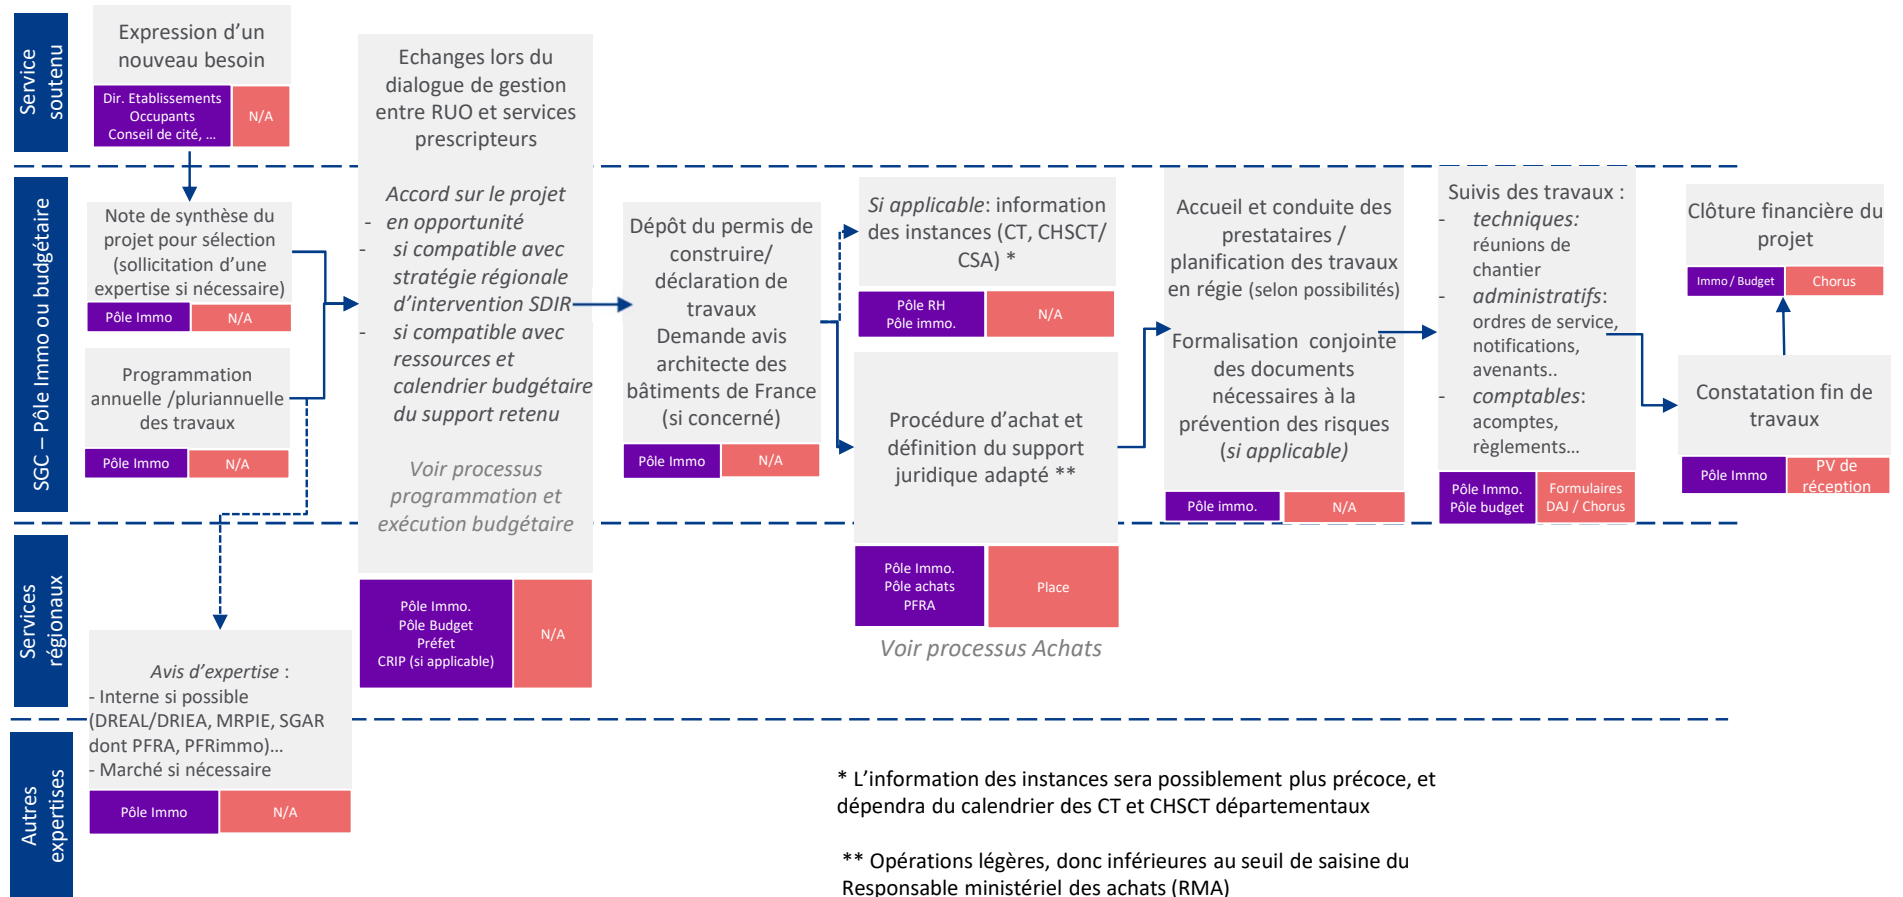 Service
soutenu
Expression d’un
nouveau besoin
Dir. Etablissements
Occupants
Conseil de cité, …
N/A
SGC – Pôle Immo ou budgétaire
Note de synthèse du
projet pour sélection
(sollicitation d’une
expertise si nécessaire)
Pôle Immo
N/A
Programmation
annuelle /pluriannuelle
des travaux
Pôle Immo
N/A
Echanges lors du
dialogue de gestion
entre RUO et services
prescripteurs
Accord sur le projet
- en opportunité
- si compatible avec
stratégie régionale
d’intervention SDIR
- si compatible avec
ressources et
calendrier budgétaire
du support retenu
Voir processus
programmation et
exécution budgétaire
Pôle Immo.
Pôle Budget
Préfet
CRIP (si applicable)
N/A
Dépôt du permis de
construire/
déclaration de
travaux
Demande avis
architecte des
bâtiments de France
(si concerné)
Pôle Immo
N/A
Si applicable: information
des instances (CT, CHSCT/
CSA) *
Pôle RH
Pôle immo.
N/A
Procédure d’achat et
définition du support
juridique adapté **
Pôle Immo.
Pôle achats
PFRA
Place
Voir processus Achats
Accueil et conduite des
prestataires /
planification des travaux
en régie (selon possibilités)
Formalisation conjointe
des documents
nécessaires à la
prévention des risques
(si applicable)
Pôle immo.
N/A
Suivis des travaux :
- techniques:
réunions de
chantier
- administratifs:
ordres de service,
notifications,
avenants..
- comptables:
acomptes,
règlements…
Pôle Immo.
Pôle budget
Formulaires
DAJ / Chorus
Clôture financière du
projet
Immo / Budget
Chorus
Constatation fin de
travaux
Pôle Immo
PV de
réception
Services
régionaux
Avis d’expertise :
- Interne si possible
(DREAL/DRIEA, MRPIE, SGAR
dont PFRA, PFRimmo)…
- Marché si nécessaire
Pôle Immo
N/A
Autres
expertises
* L’information des instances sera possiblement plus précoce, et
dépendra du calendrier des CT et CHSCT départementaux
** Opérations légères, donc inférieures au seuil de saisine du
Responsable ministériel des achats (RMA)